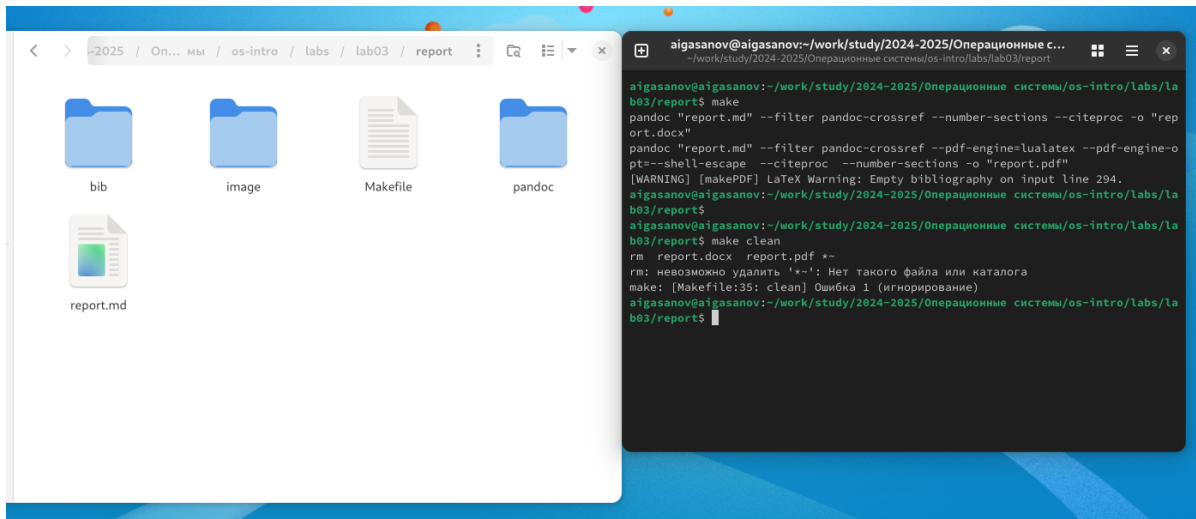 -2025 / Оп... мы / os-intro / labs / lab03 / report
bib
image
Makefile
pandoc
report.md
aigasanov@aigasanov:~/work/study/2024-2025/Операционные с...
~/work/study/2024-2025/Операционные системы/os-intro/labs/lab03/report
aigasanov@aigasanov:~/work/study/2024-2025/Операционные системы/os-intro/labs/la
b03/report$ make
pandoc "report.md" --filter pandoc-crossref --number-sections --citeproc -o "rep
ort.docx"
pandoc "report.md" --filter pandoc-crossref --pdf-engine=lualatex --pdf-engine-o
pt=--shell-escape  --citeproc  --number-sections -o "report.pdf"
[WARNING] [makePDF] LaTeX Warning: Empty bibliography on input line 294.
aigasanov@aigasanov:~/work/study/2024-2025/Операционные системы/os-intro/labs/la
b03/report$
aigasanov@aigasanov:~/work/study/2024-2025/Операционные системы/os-intro/labs/la
b03/report$ make clean
rm  report.docx  report.pdf *~
rm: невозможно удалить '*~': Нет такого файла или каталога
make: [Makefile:35: clean] Ошибка 1 (игнорирование)
aigasanov@aigasanov:~/work/study/2024-2025/Операционные системы/os-intro/labs/la
b03/report$